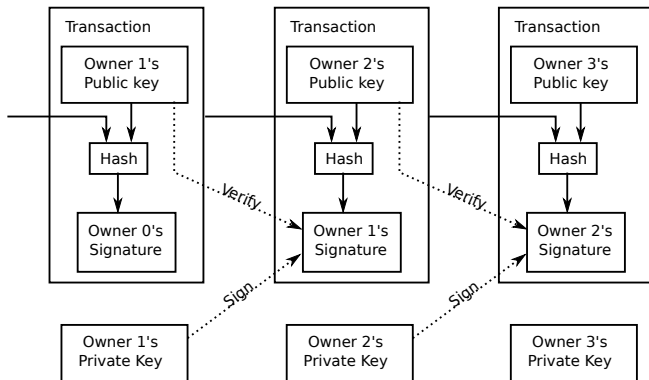 Transaction
Owner 1's
Public key
Hash
Owner 0's
Signature
Transaction
Owner 2's
Public key
Hash
Verify
Owner 1's
Signature
Sign
Transaction
Owner 3's
Public key
Hash
Verify
Owner 2's
Signature
Sign
Owner 1's
Private Key
Owner 2's
Private Key
Owner 3's
Private Key